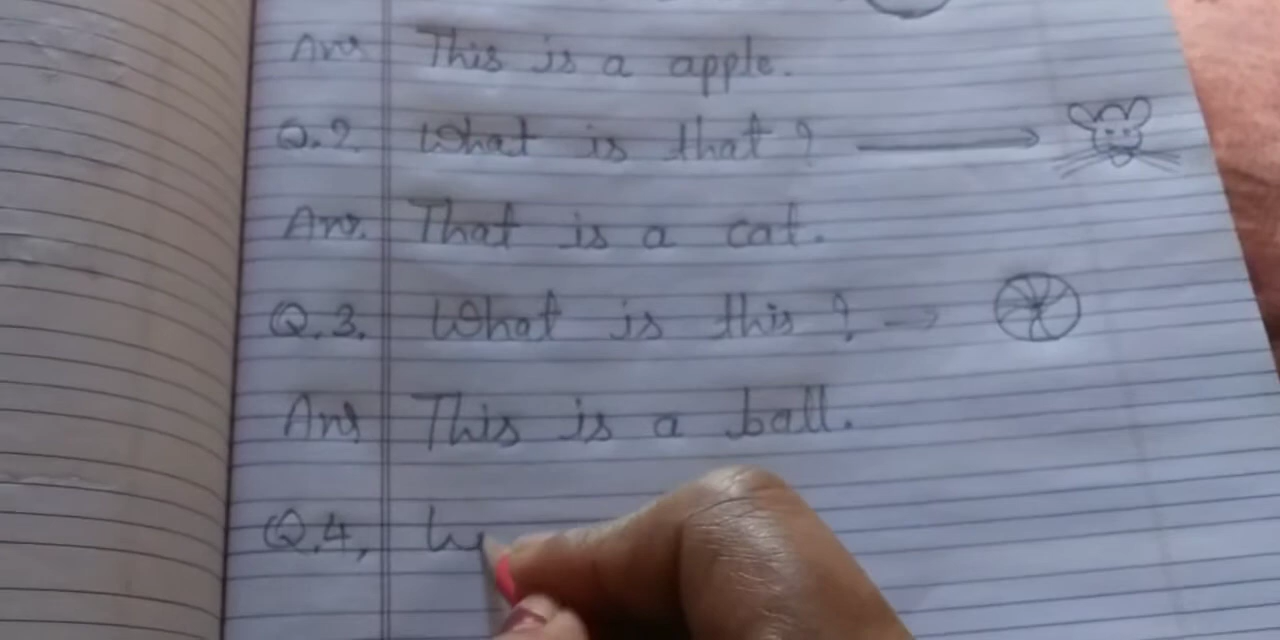 Ans This is a apple.
Q.2. What is that?
Ans. That is a cat.
Q.3. What is this?
Ans This is a ball.
Q.4,